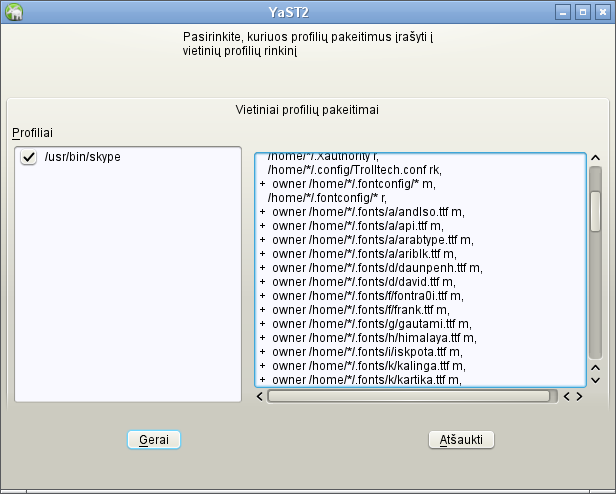 YaST2
Pasirinkite, kuriuos profilių pakeitimus įrašyti į
vietinių profilių rinkinį
Vietiniai profilių pakeitimai
Profiliai
/usr/bin/skype
/home/*/.Xauthority r,
/home/*/.config/Trolltech.conf rk,
+ owner /home/*/.fontconfig/* m,
/home/*/.fontconfig/* r,
+ owner /home/*/.fonts/a/andlso.ttf m,
+ owner /home/*/.fonts/a/api.ttf m,
+ owner /home/*/.fonts/a/arabtype.ttf m,
+ owner /home/*/.fonts/a/ariblk.ttf m,
+ owner /home/*/.fonts/d/daunpenh.ttf m,
+ owner /home/*/.fonts/d/david.ttf m,
+ owner /home/*/.fonts/f/fontra0i.ttf m,
+ owner /home/*/.fonts/f/frank.ttf m,
+ owner /home/*/.fonts/g/gautami.ttf m,
+ owner /home/*/.fonts/h/himalaya.ttf m,
+ owner /home/*/.fonts/i/iskpota.ttf m,
+ owner /home/*/.fonts/k/kalinga.ttf m,
+ owner /home/*/.fonts/k/kartika.ttf m,
Gerai
Atšaukti